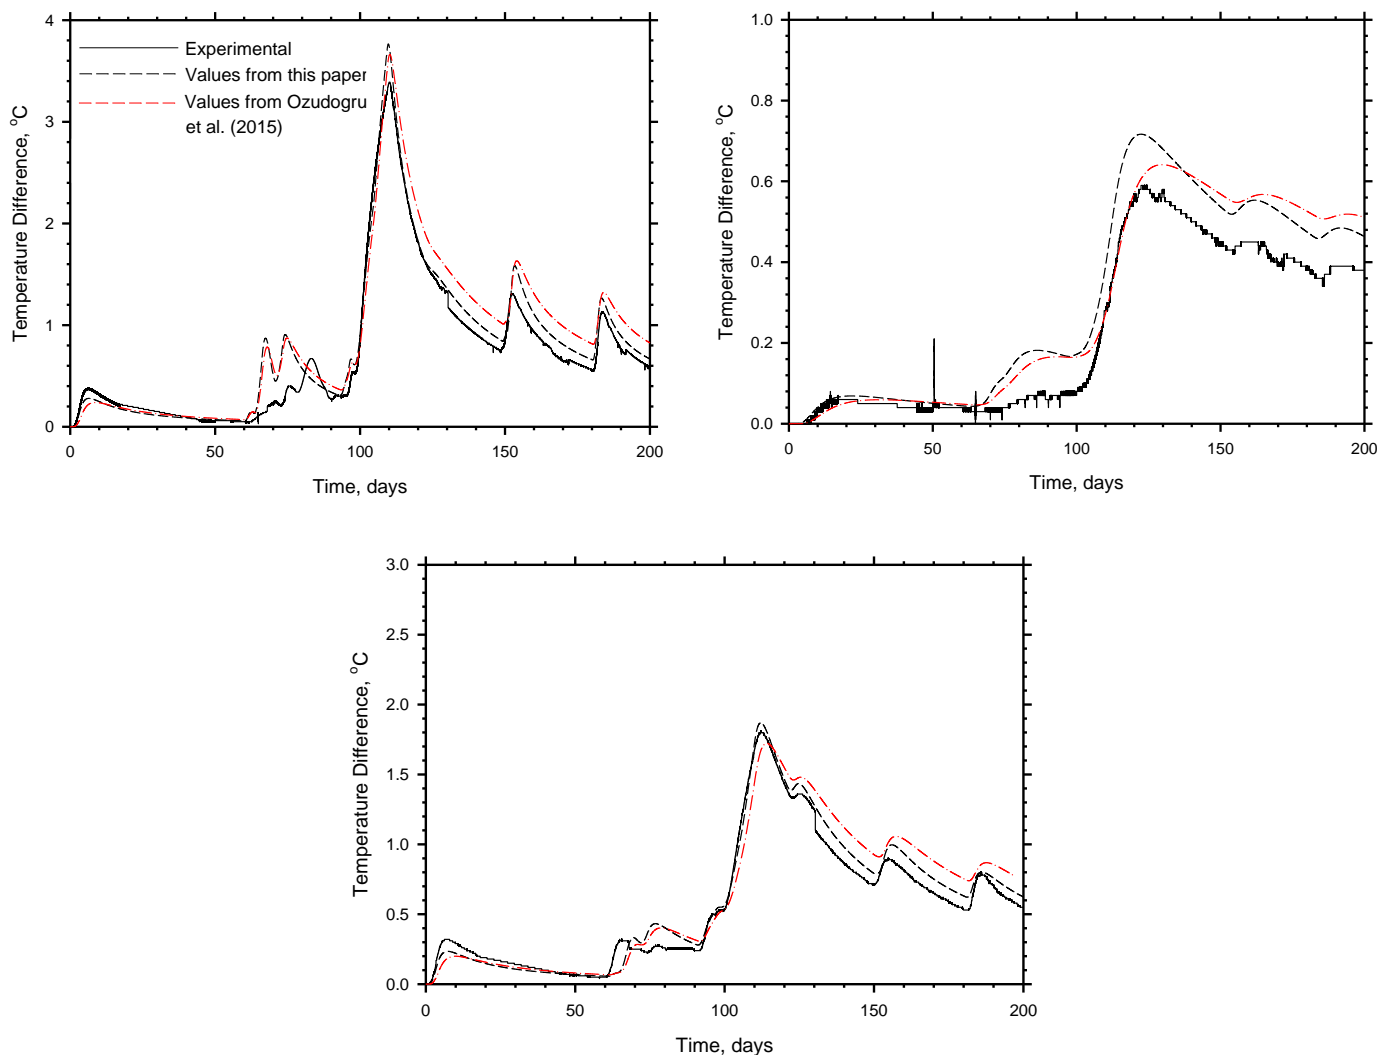 4
3
2
1
0
Temperature Difference, °C
Experimental
Values from this paper
Values from Ozudogru
et al. (2015)
0 50 100 150 200
Time, days
1.0
0.8
0.6
0.4
0.2
0.0
Temperature Difference, °C
0 50 100 150 200
Time, days
3.0
2.5
2.0
1.5
1.0
0.5
0.0
Temperature Difference, °C
0 50 100 150 200
Time, days